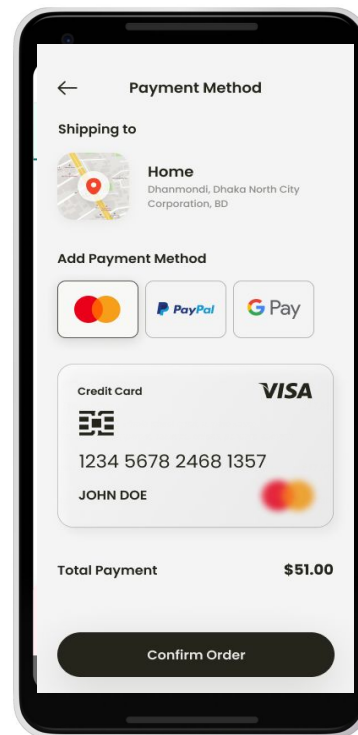 Payment Method
Shipping to
Home
Dhanmondi, Dhaka North City
Corporation, BD
Add Payment Method
PayPal
G Pay
Credit Card
VISA
1234 5678 2468 1357
JOHN DOE
Total Payment
$51.00
Confirm Order